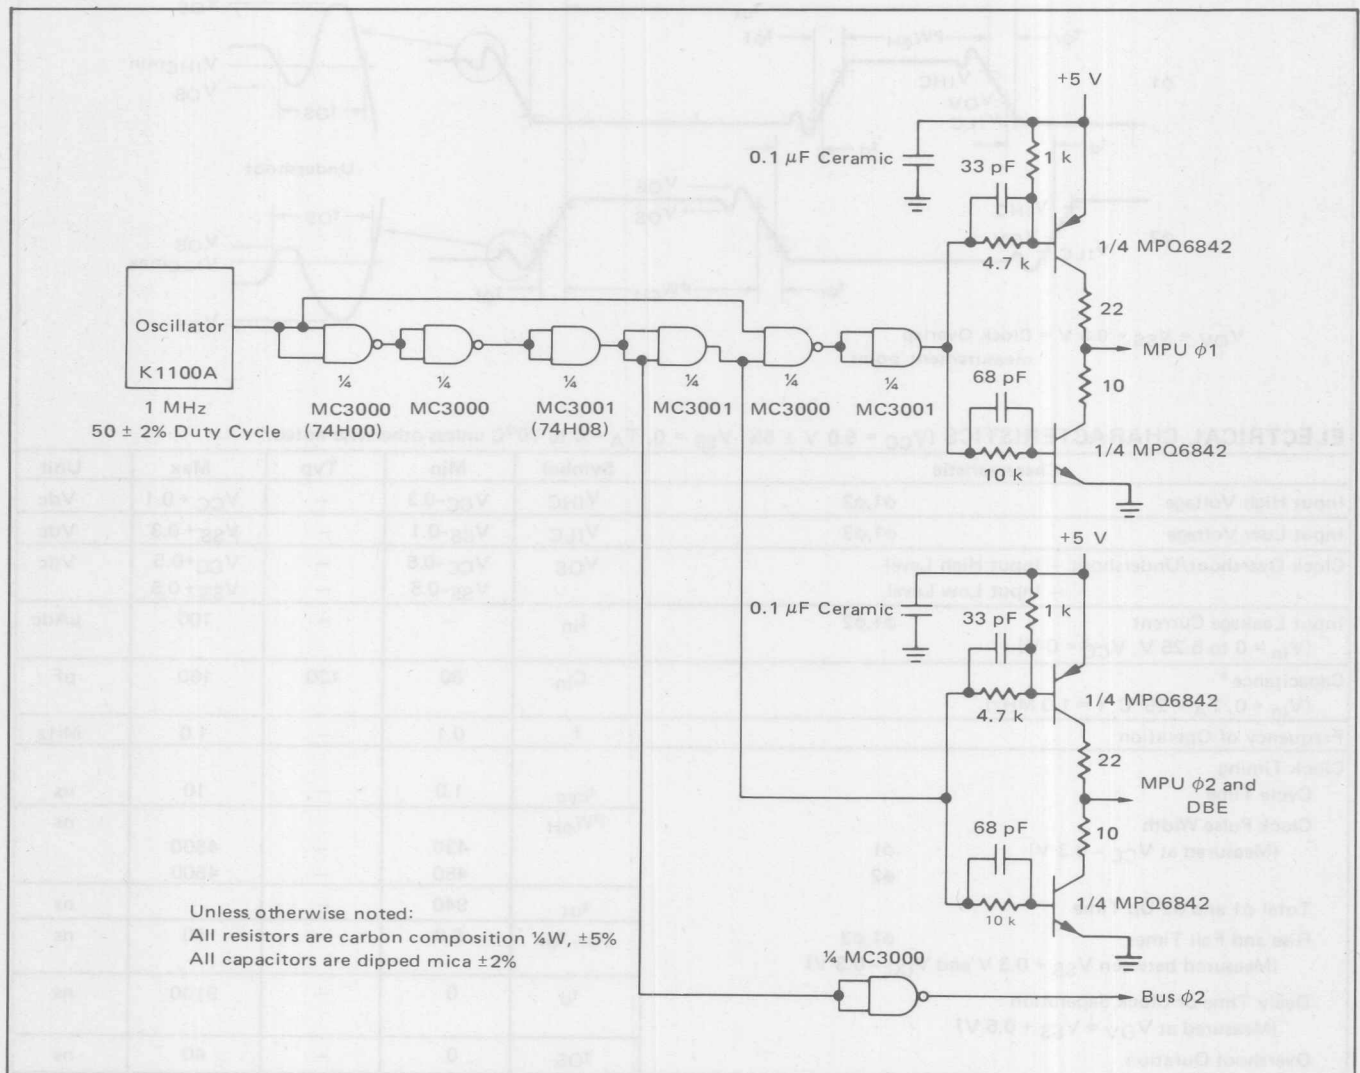 +5 V
0.1 µF Ceramic
1 k
33 pF
4.7 k
1/4 MPQ6842
22
MPU ϕ1
10
68 pF
10 k
1/4 MPQ6842
Oscillator
K1100A
1 MHz
50 ± 2% Duty Cycle
¼
MC3000
(74H00)
¼
MC3000
¼
MC3001
(74H08)
¼
MC3001
¼
MC3000
¼
MC3001
+5 V
0.1 µF Ceramic
1 k
33 pF
4.7 k
1/4 MPQ6842
22
MPU ϕ2 and
DBE
10
68 pF
10 k
1/4 MPQ6842
Unless otherwise noted:
All resistors are carbon composition ¼W, ±5%
All capacitors are dipped mica ±2%
¼ MC3000
Bus ϕ2